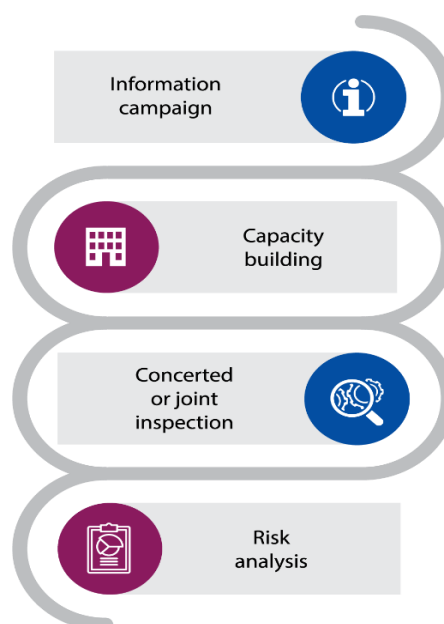 Information
campaign
Capacity
building
Concerted
or joint
inspection
Risk
analysis